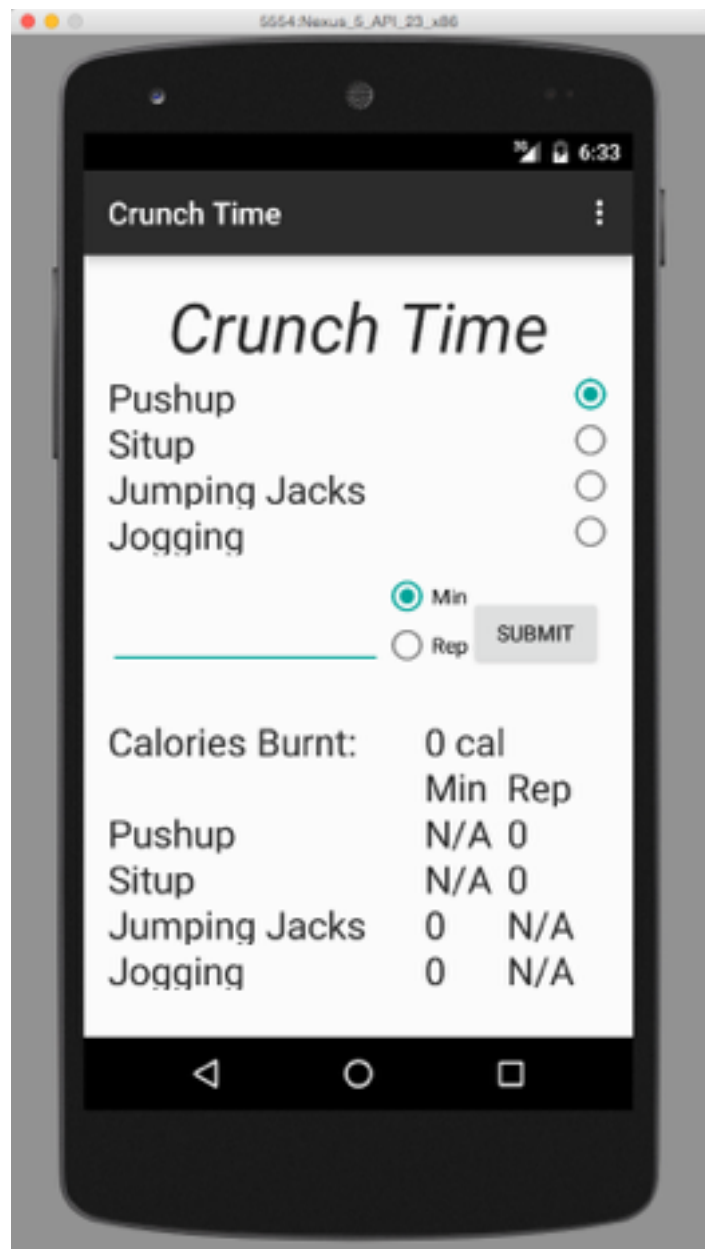 5554:Nexus_5_API_23_x86
3G 6:33
Crunch Time
Crunch Time
Pushup
Situp
Jumping Jacks
Jogging
Min
Rep
SUBMIT
Calories Burnt: 0 cal
Min Rep
Pushup N/A 0
Situp N/A 0
Jumping Jacks 0 N/A
Jogging 0 N/A